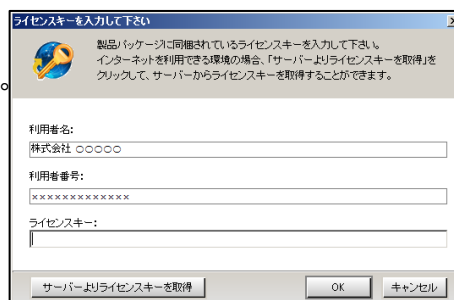 ライセンスキーを入力して下さい
製品パッケージに同梱されているライセンスキーを入力して下さい。
インターネットを利用できる環境の場合、「サーバーよりライセンスキーを取得」を
クリックして、サーバーからライセンスキーを取得することができます。
。
利用者名:
株式会社 ○○○○○
利用者番号:
×××××××××××××
ライセンスキー:
サーバーよりライセンスキーを取得
OK
キャンセル